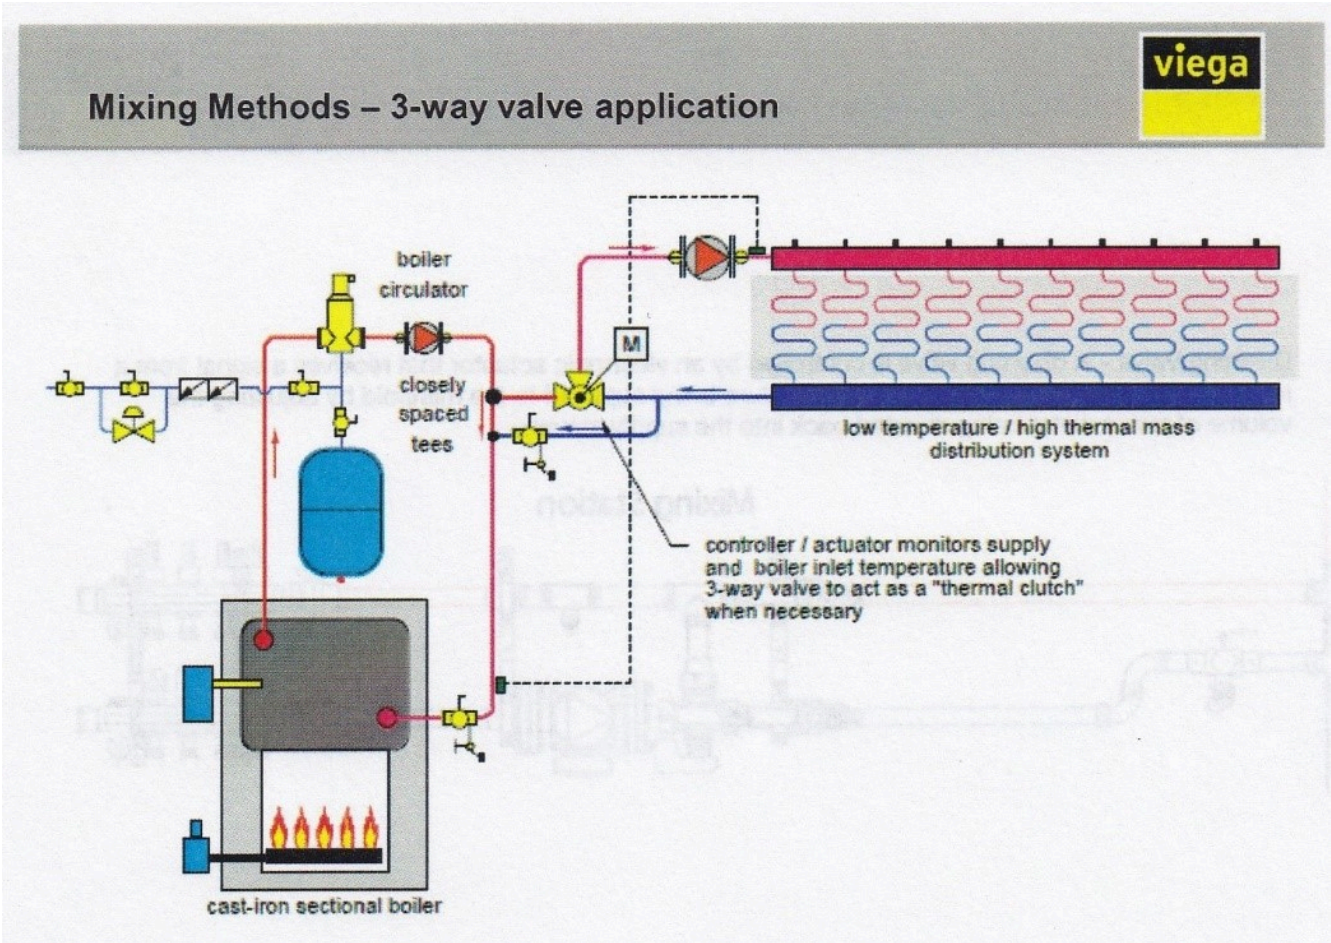 viega
Mixing Methods – 3-way valve application
boiler
circulator
M
closely
spaced
tees
low temperature / high thermal mass
distribution system
controller / actuator monitors supply
and boiler inlet temperature allowing
3-way valve to act as a "thermal clutch"
when necessary
Mixing Station
cast-iron sectional boiler